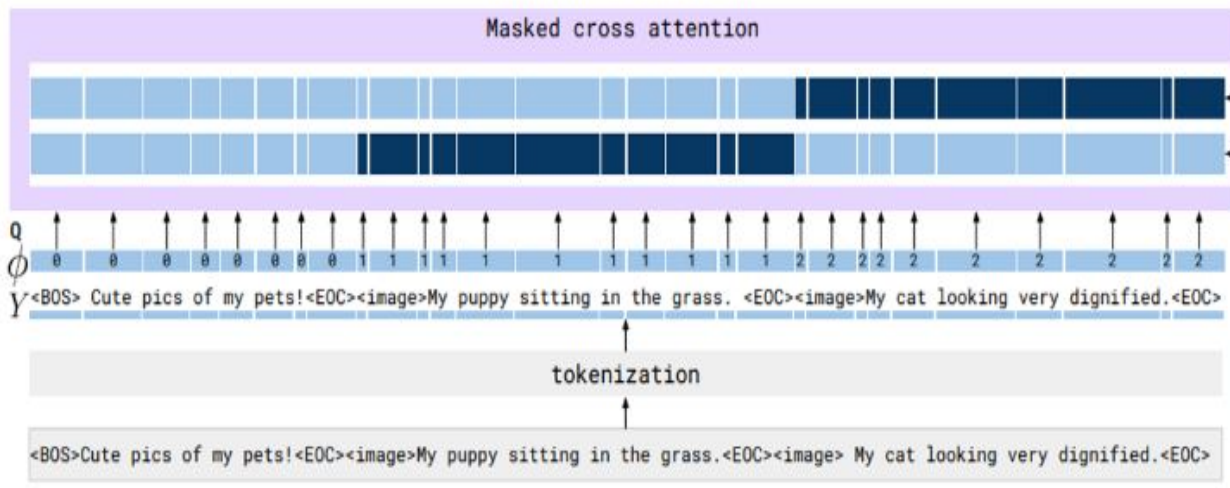 Masked cross attention
Q
ϕ 0 0 0 0 0 0 0 0 1 1 1 1 1 1 1 1 1 1 1 2 2 2 2 2 2 2 2 2 2
Y <BOS> Cute pics of my pets!<EOC><image>My puppy sitting in the grass. <EOC><image>My cat looking very dignified.<EOC>
tokenization
<BOS>Cute pics of my pets!<EOC><image>My puppy sitting in the grass.<EOC><image> My cat looking very dignified.<EOC>